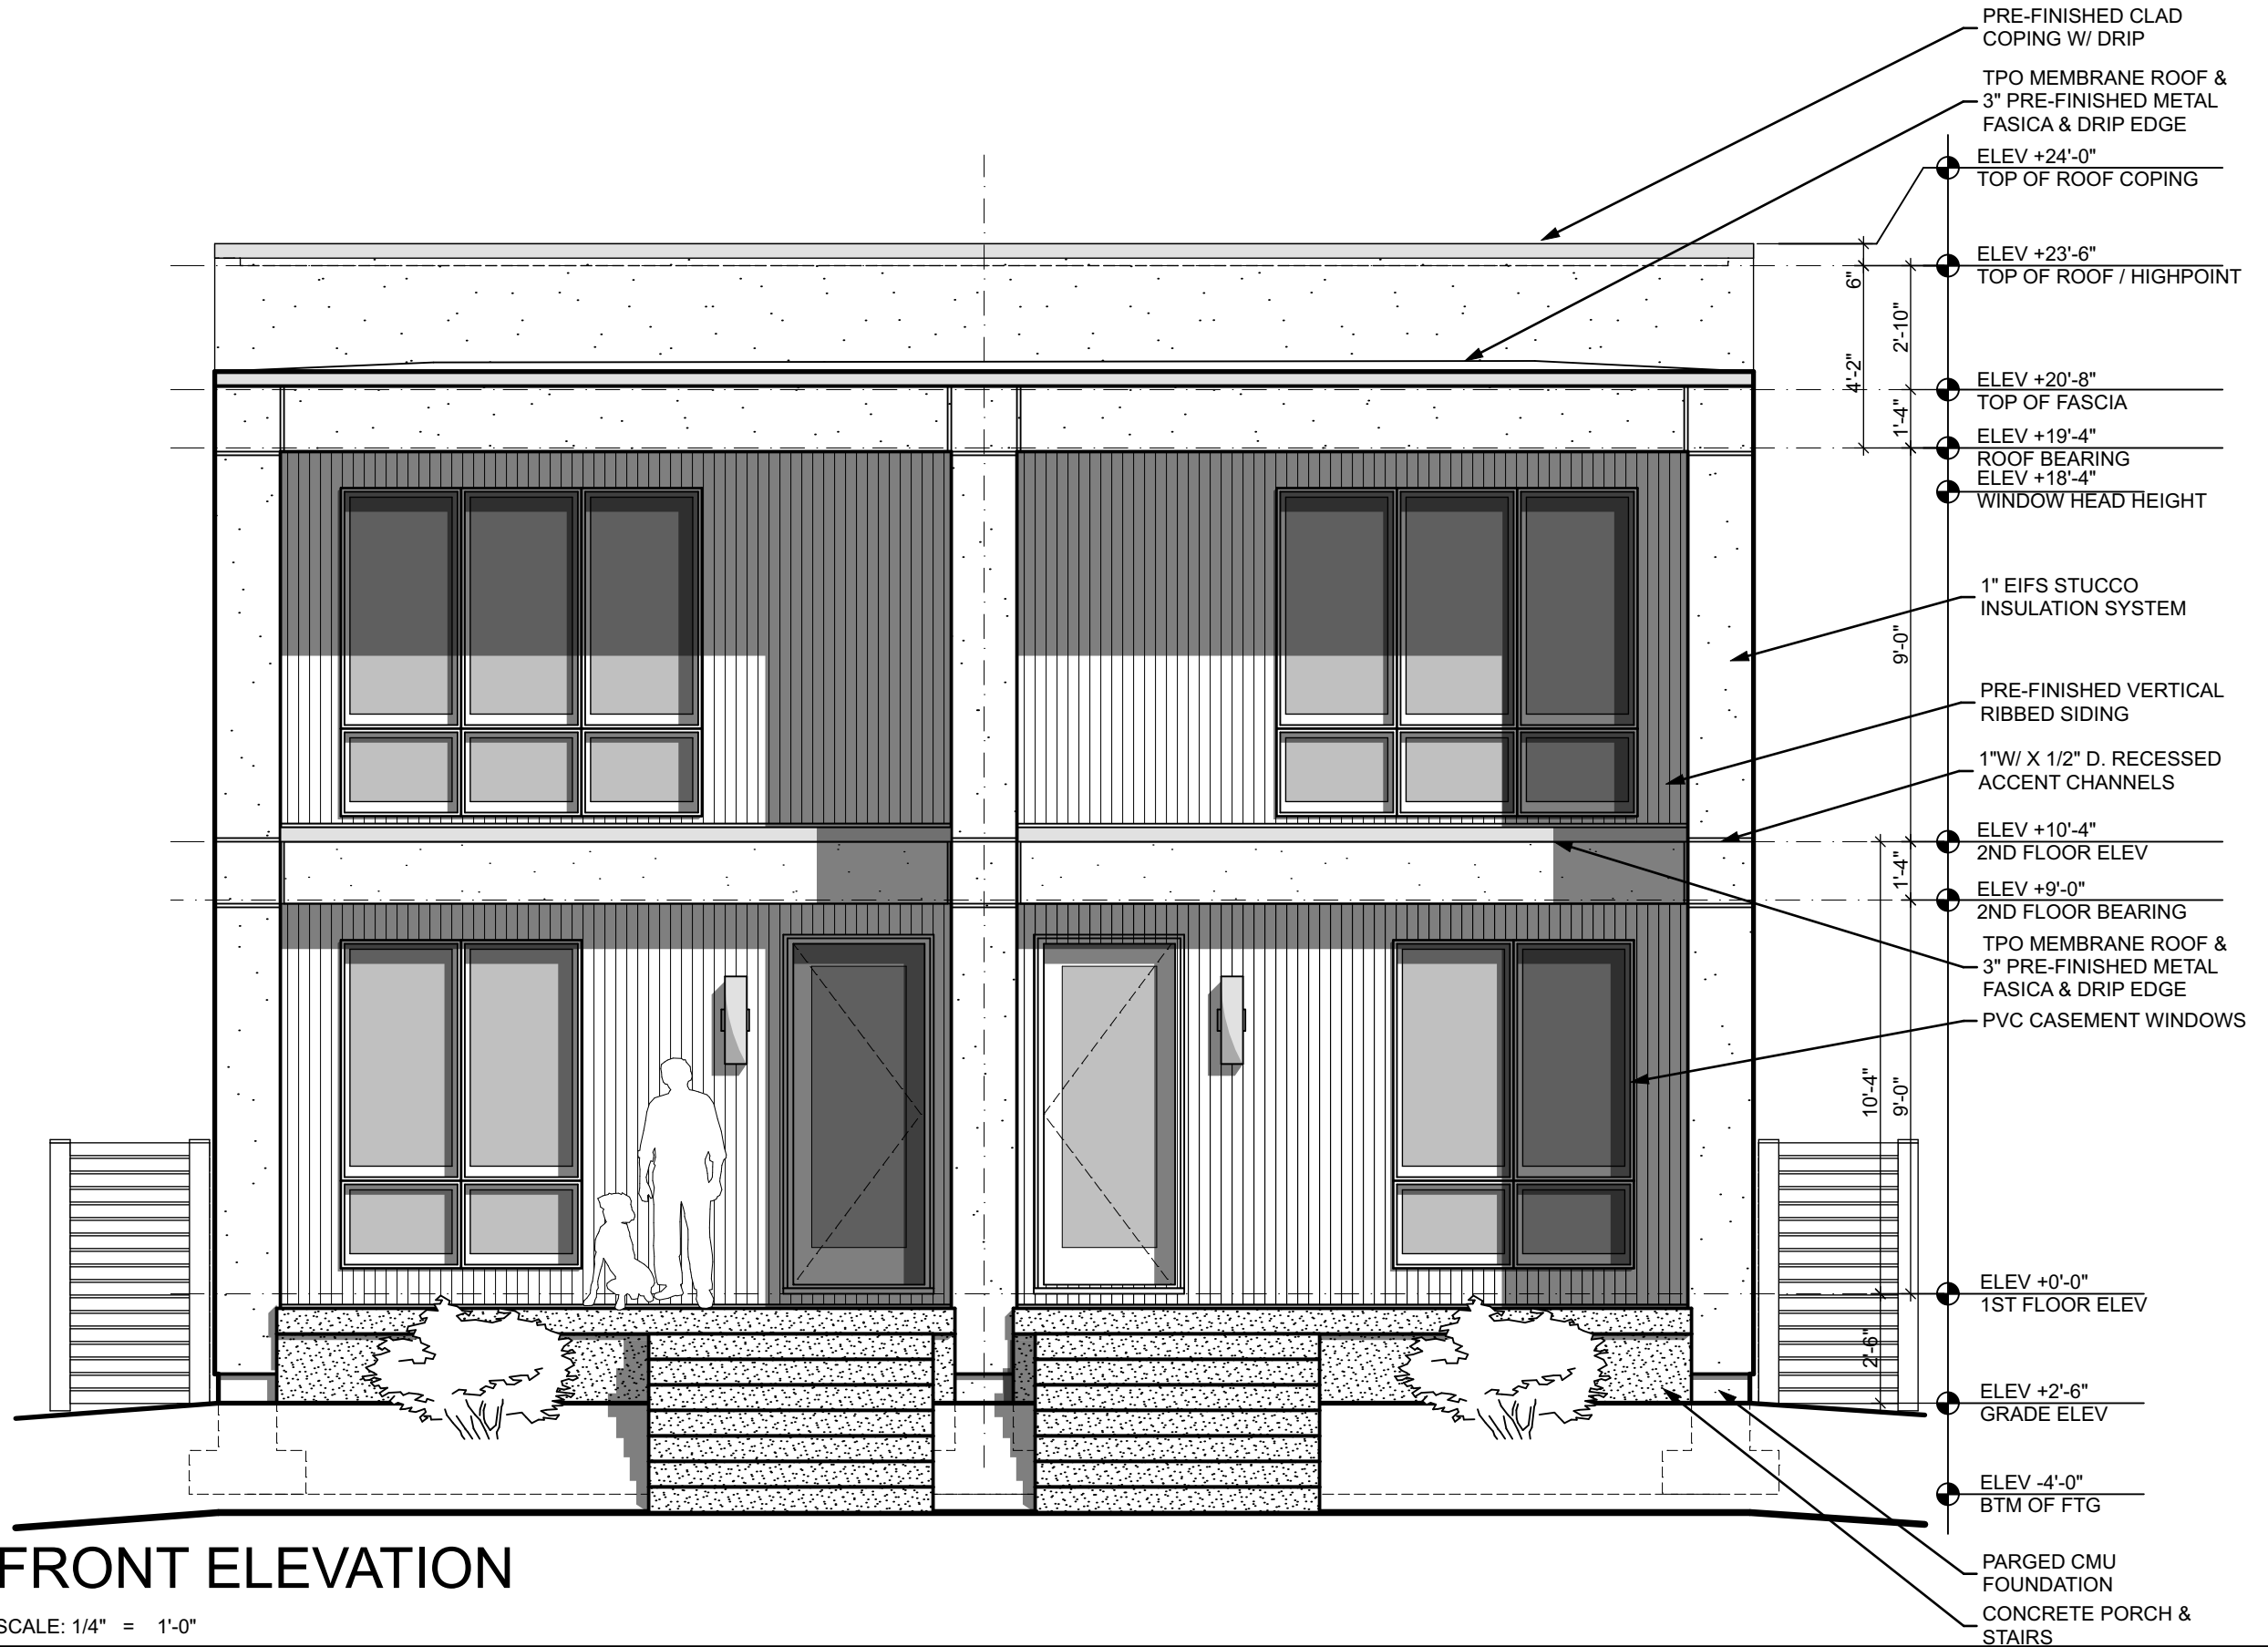 PRE-FINISHED CLAD
COPING W/ DRIP
TPO MEMBRANE ROOF &
3" PRE-FINISHED METAL
FASICA & DRIP EDGE
ELEV +24'-0"
TOP OF ROOF COPING
ELEV +23'-6"
TOP OF ROOF / HIGHPOINT
6"
2'-10"
4'-2"
ELEV +20'-8"
TOP OF FASCIA
1'-4"
ELEV +19'-4"
ROOF BEARING
ELEV +18'-4"
WINDOW HEAD HEIGHT
1" EIFS STUCCO
INSULATION SYSTEM
9'-0"
PRE-FINISHED VERTICAL
RIBBED SIDING
1"W/ X 1/2" D. RECESSED
ACCENT CHANNELS
ELEV +10'-4"
2ND FLOOR ELEV
1'-4"
ELEV +9'-0"
2ND FLOOR BEARING
TPO MEMBRANE ROOF &
3" PRE-FINISHED METAL
FASICA & DRIP EDGE
PVC CASEMENT WINDOWS
10'-4"
9'-0"
ELEV +0'-0"
1ST FLOOR ELEV
2'-6"
ELEV +2'-6"
GRADE ELEV
ELEV -4'-0"
BTM OF FTG
PARGED CMU
FOUNDATION
CONCRETE PORCH &
STAIRS
FRONT ELEVATION
SCALE: 1/4" = 1'-0"